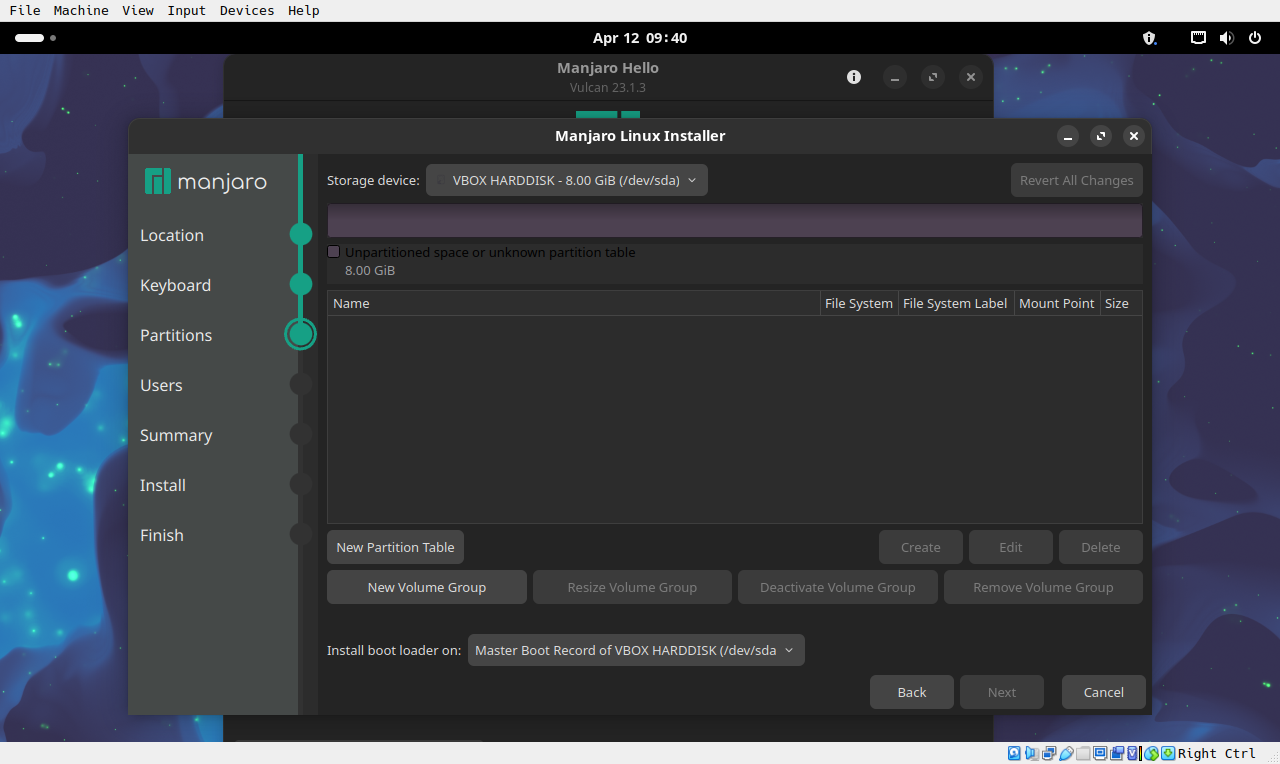 File Machine View Input Devices Help
Apr 12 09:40
Manjaro Hello
Vulcan 23.1.3
Manjaro Linux Installer
manjaro
Location
Keyboard
Partitions
Users
Summary
Install
Finish
Storage device: VBOX HARDDISK - 8.00 GiB (/dev/sda) Revert All Changes
Unpartitioned space or unknown partition table
8.00 GiB
Name File System File System Label Mount Point Size
New Partition Table Create Edit Delete
New Volume Group Resize Volume Group Deactivate Volume Group Remove Volume Group
Install boot loader on: Master Boot Record of VBOX HARDDISK (/dev/sda
Back Next Cancel
Right Ctrl